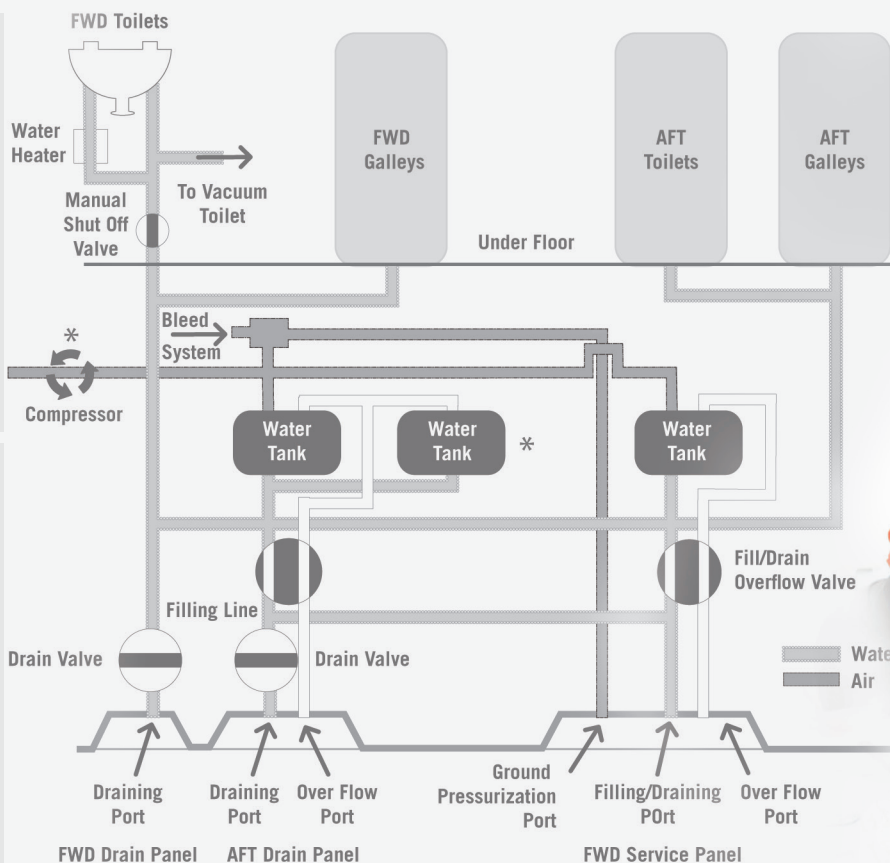 FWD Toilets
Water
Heater
To Vacuum
Toilet
Manual
Shut Off
Valve
FWD
Galleys
AFT
Toilets
AFT
Galleys
Under Floor
Bleed
System
*
Compressor
Water
Tank
Water
Tank
*
Water
Tank
Fill/Drain
Overflow Valve
Filling Line
Drain Valve
Drain Valve
Air
Draining
Port
Draining
Port
Over Flow
Port
Ground
Pressurization
Port
Filling/Draining
POrt
Over Flow
Port
FWD Drain Panel
AFT Drain Panel
FWD Service Panel